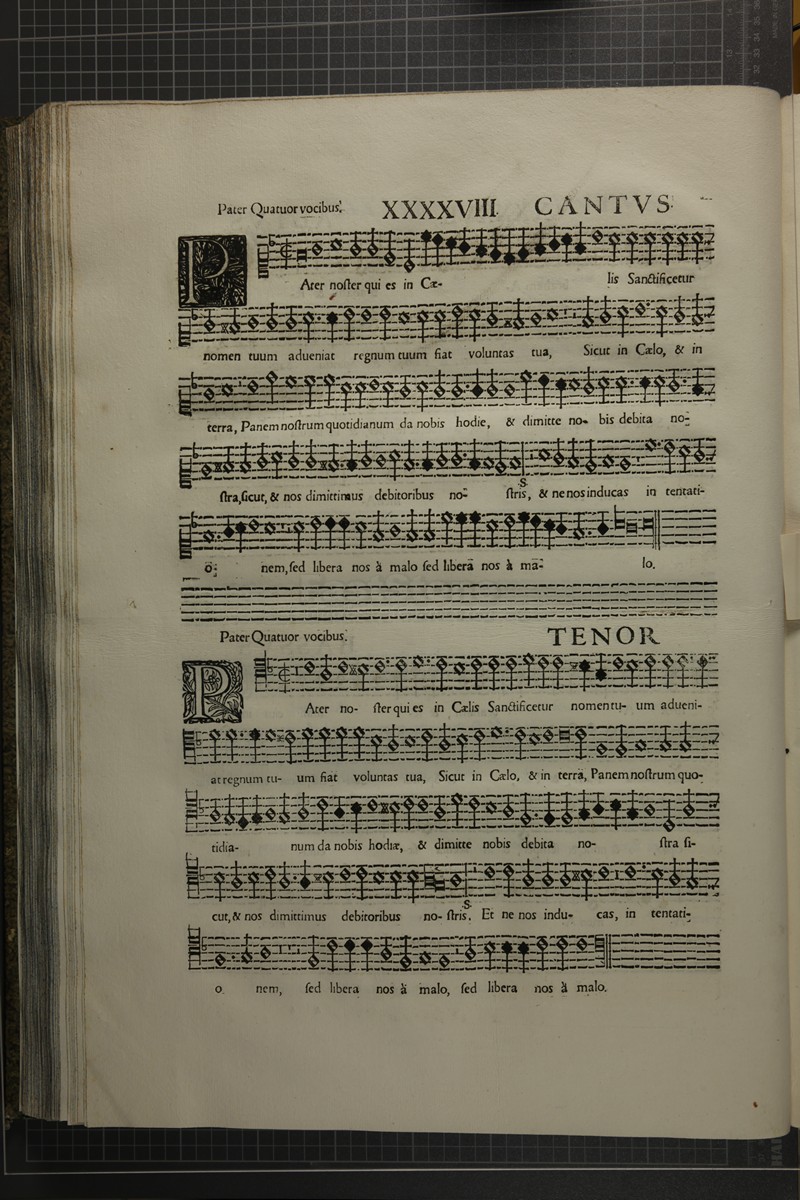 Pater Quatuor vocibus. XXXXVIII. CANTVS
P Ater noſter qui es in Cæ- lis Sanctificetur
nomen tuum adueniat regnum tuum fiat voluntas tua, Sicut in Cælo, & in
terra, Panem noſtrum quotidianum da nobis hodie, & dimitte no- bis debita no-
ſtra, ſicut, & nos dimittimus debitoribus no- ſtris, & ne nos inducas in tentati-
.S.
o- nem, ſed libera nos à malo ſed libera nos à ma- lo.
Pater Quatuor vocibus. TENOR
P Ater no- ſter qui es in Cælis Sanctificetur nomen tu- um adueni-
at regnum tu- um fiat voluntas tua, Sicut in Cælo, & in terra, Panem noſtrum quo-
tidia- num da nobis hodiæ, & dimitte nobis debita no- ſtra ſi-
cut, & nos dimittimus debitoribus no- ſtris. Et ne nos indu- cas, in tentati-
.S.
o nem, ſed libera nos à malo, ſed libera nos à malo.